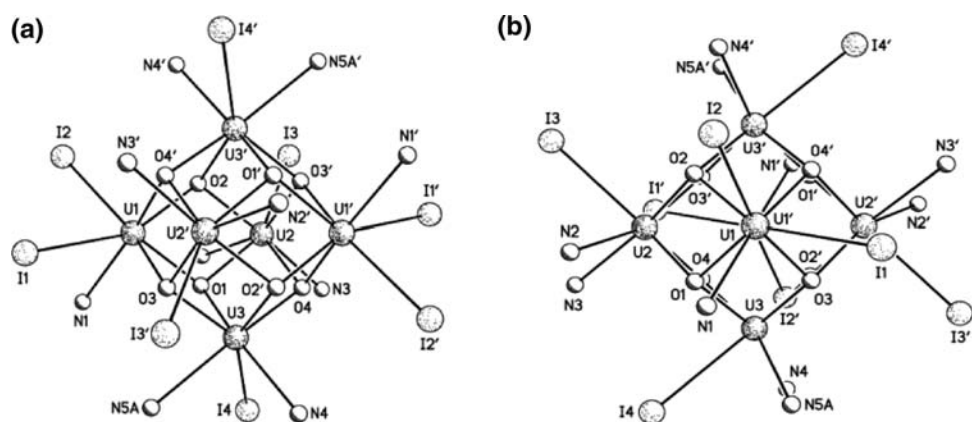 (a)
I4′
N4′
N5A′
I2
N3′
U3′
I3
N1′
O4′
O2
O1′
O3′
N2′
I1′
U1
U2′
U2
U1′
I1
O3
O1
O2′
O4
N3
N1
I3′
U3
I2′
N5A
I4
N4
(b)
N4′
N5A′
I4′
I2
I3
U3′
O2
N1′
O4′
N3′
O3′
O1′
I1′
U1′
U2′
N2′
N2
U2
U1
I1
O4
O2′
N3
O1
O3
N1
I2′
I3′
U3
N4
I4
N5A